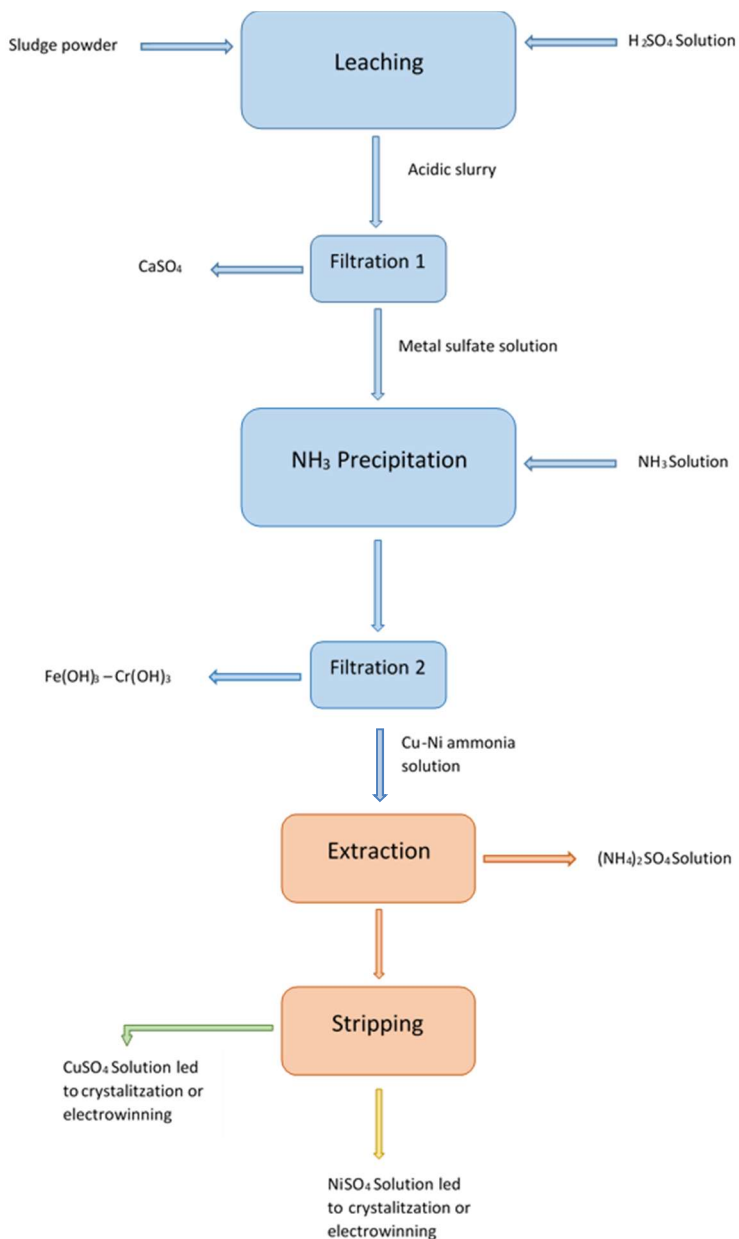 Sludge powder
Leaching
H₂SO₄ Solution
Acidic slurry
Filtration 1
CaSO₄
Metal sulfate solution
NH₃ Precipitation
NH₃ Solution
Filtration 2
Fe(OH)₃ – Cr(OH)₃
Cu-Ni ammonia
solution
Extraction
(NH₄)₂SO₄ Solution
Stripping
CuSO₄ Solution led
to crystalitzation or
electrowinning
NiSO₄ Solution led
to crystalitzation or
electrowinning